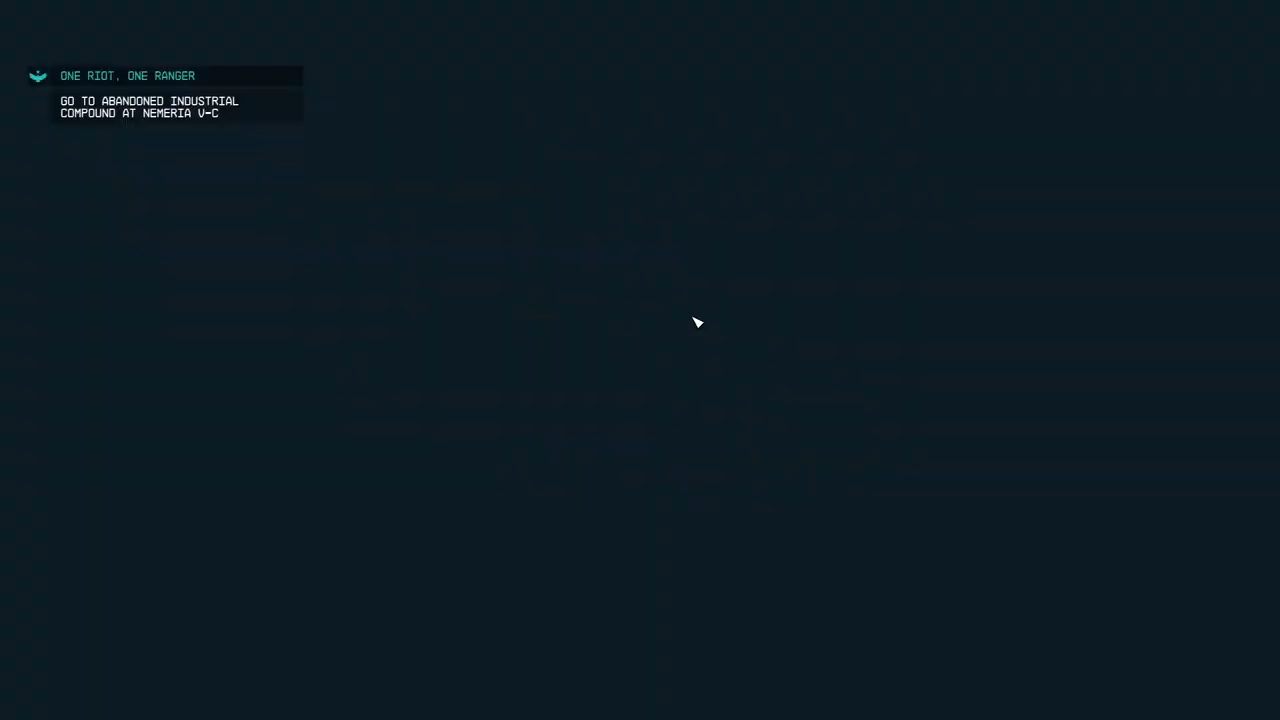 ONE RIOT, ONE RANGER
GO TO ABANDONED INDUSTRIAL
COMPOUND AT NEMERIA V-C